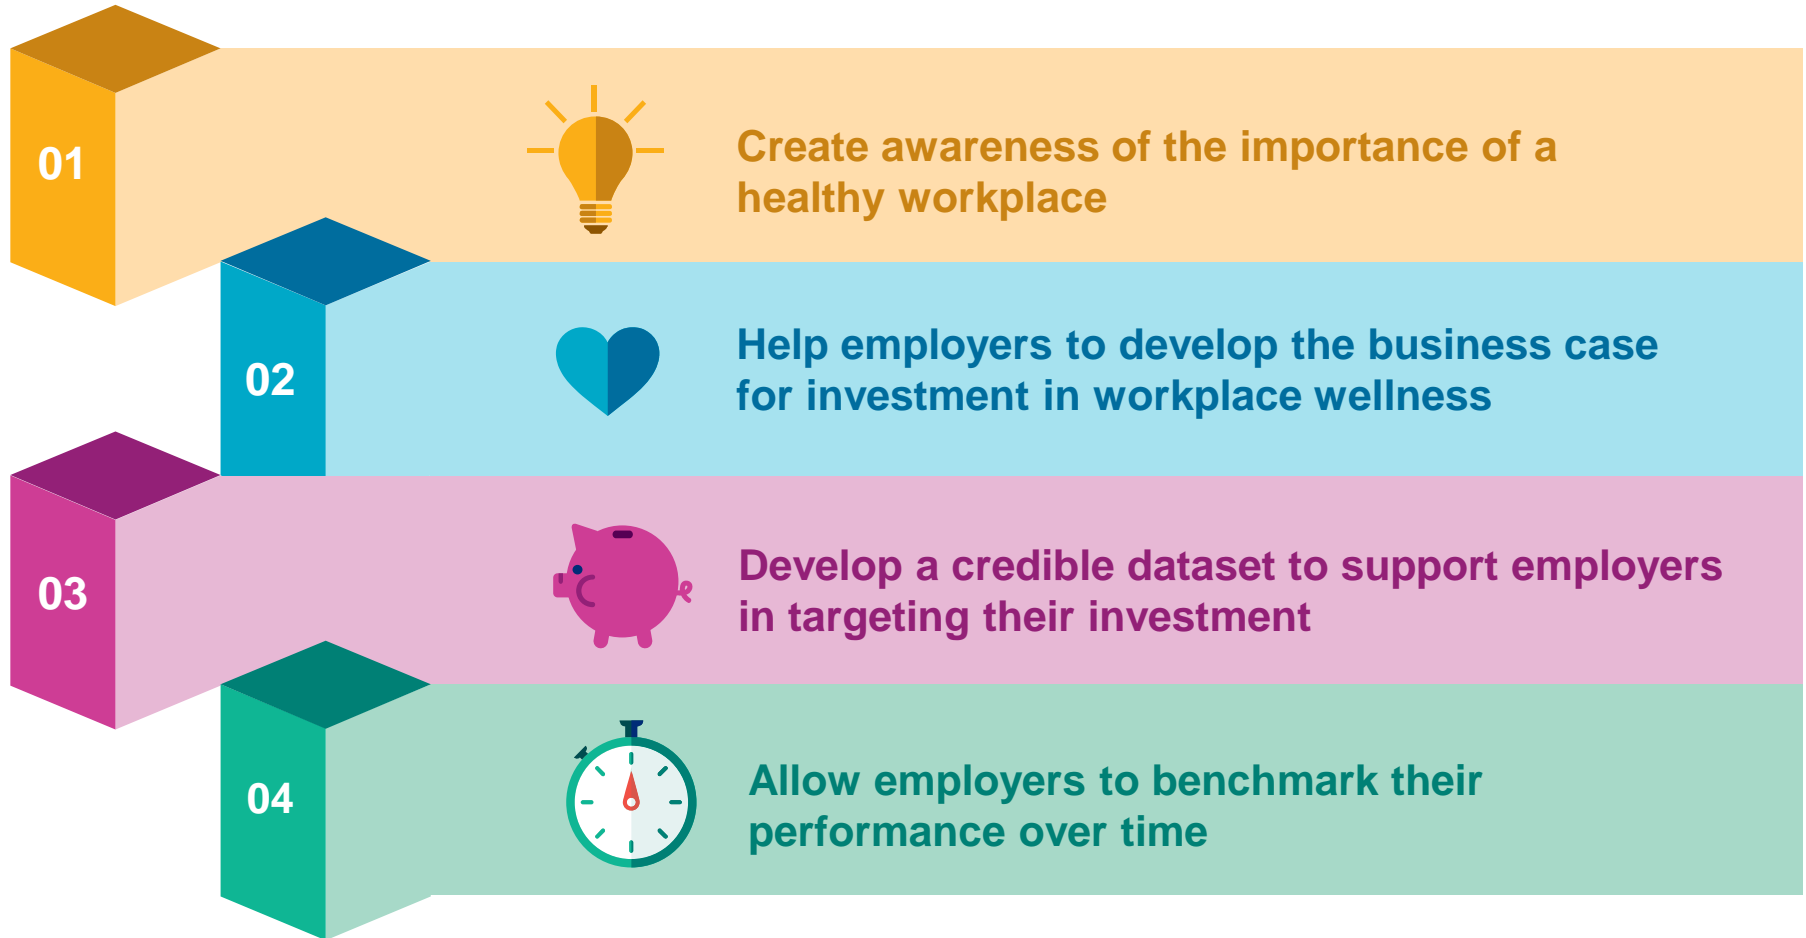 01
Create awareness of the importance of a
healthy workplace
02
Help employers to develop the business case
for investment in workplace wellness
03
Develop a credible dataset to support employers
in targeting their investment
04
Allow employers to benchmark their
performance over time